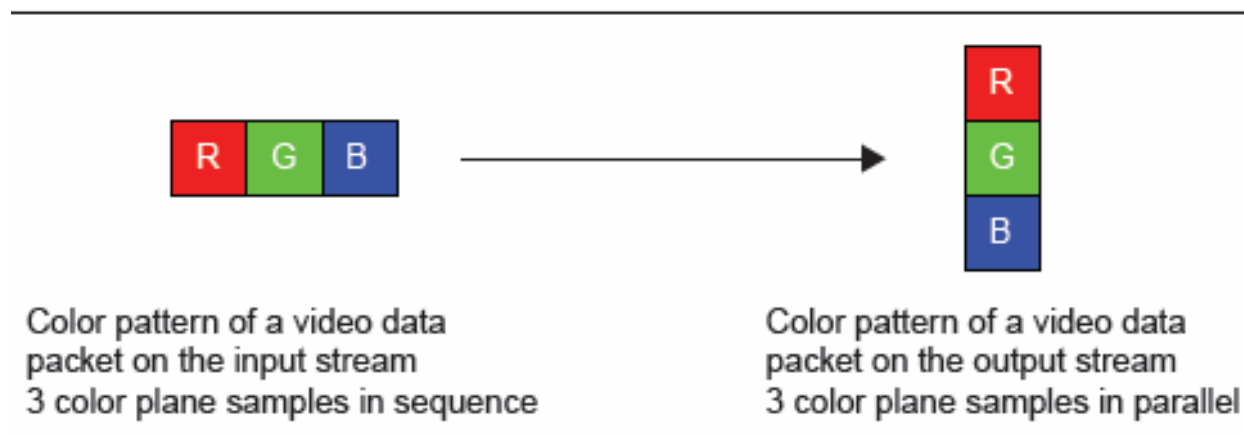 R G B
R
G
B
Color pattern of a video data
packet on the input stream
3 color plane samples in sequence
Color pattern of a video data
packet on the output stream
3 color plane samples in parallel